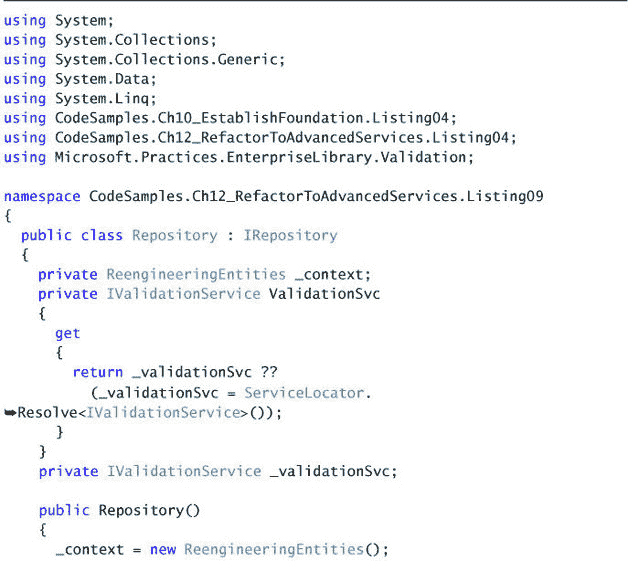 using System;
using System.Collections;
using System.Collections.Generic;
using System.Data;
using System.Linq;
using CodeSamples.Ch10_EstablishFoundation.Listing04;
using CodeSamples.Ch12_RefactorToAdvancedServices.Listing04;
using Microsoft.Practices.EnterpriseLibrary.Validation;

namespace CodeSamples.Ch12_RefactorToAdvancedServices.Listing09
{
  public class Repository : IRepository
  {
    private ReengineeringEntities _context;
    private IValidationService ValidationSvc
    {
      get
      {
        return _validationSvc ??
          (_validationSvc = ServiceLocator.
➥Resolve<IValidationService>());
      }
    }
    private IValidationService _validationSvc;

    public Repository()
    {
      _context = new ReengineeringEntities();